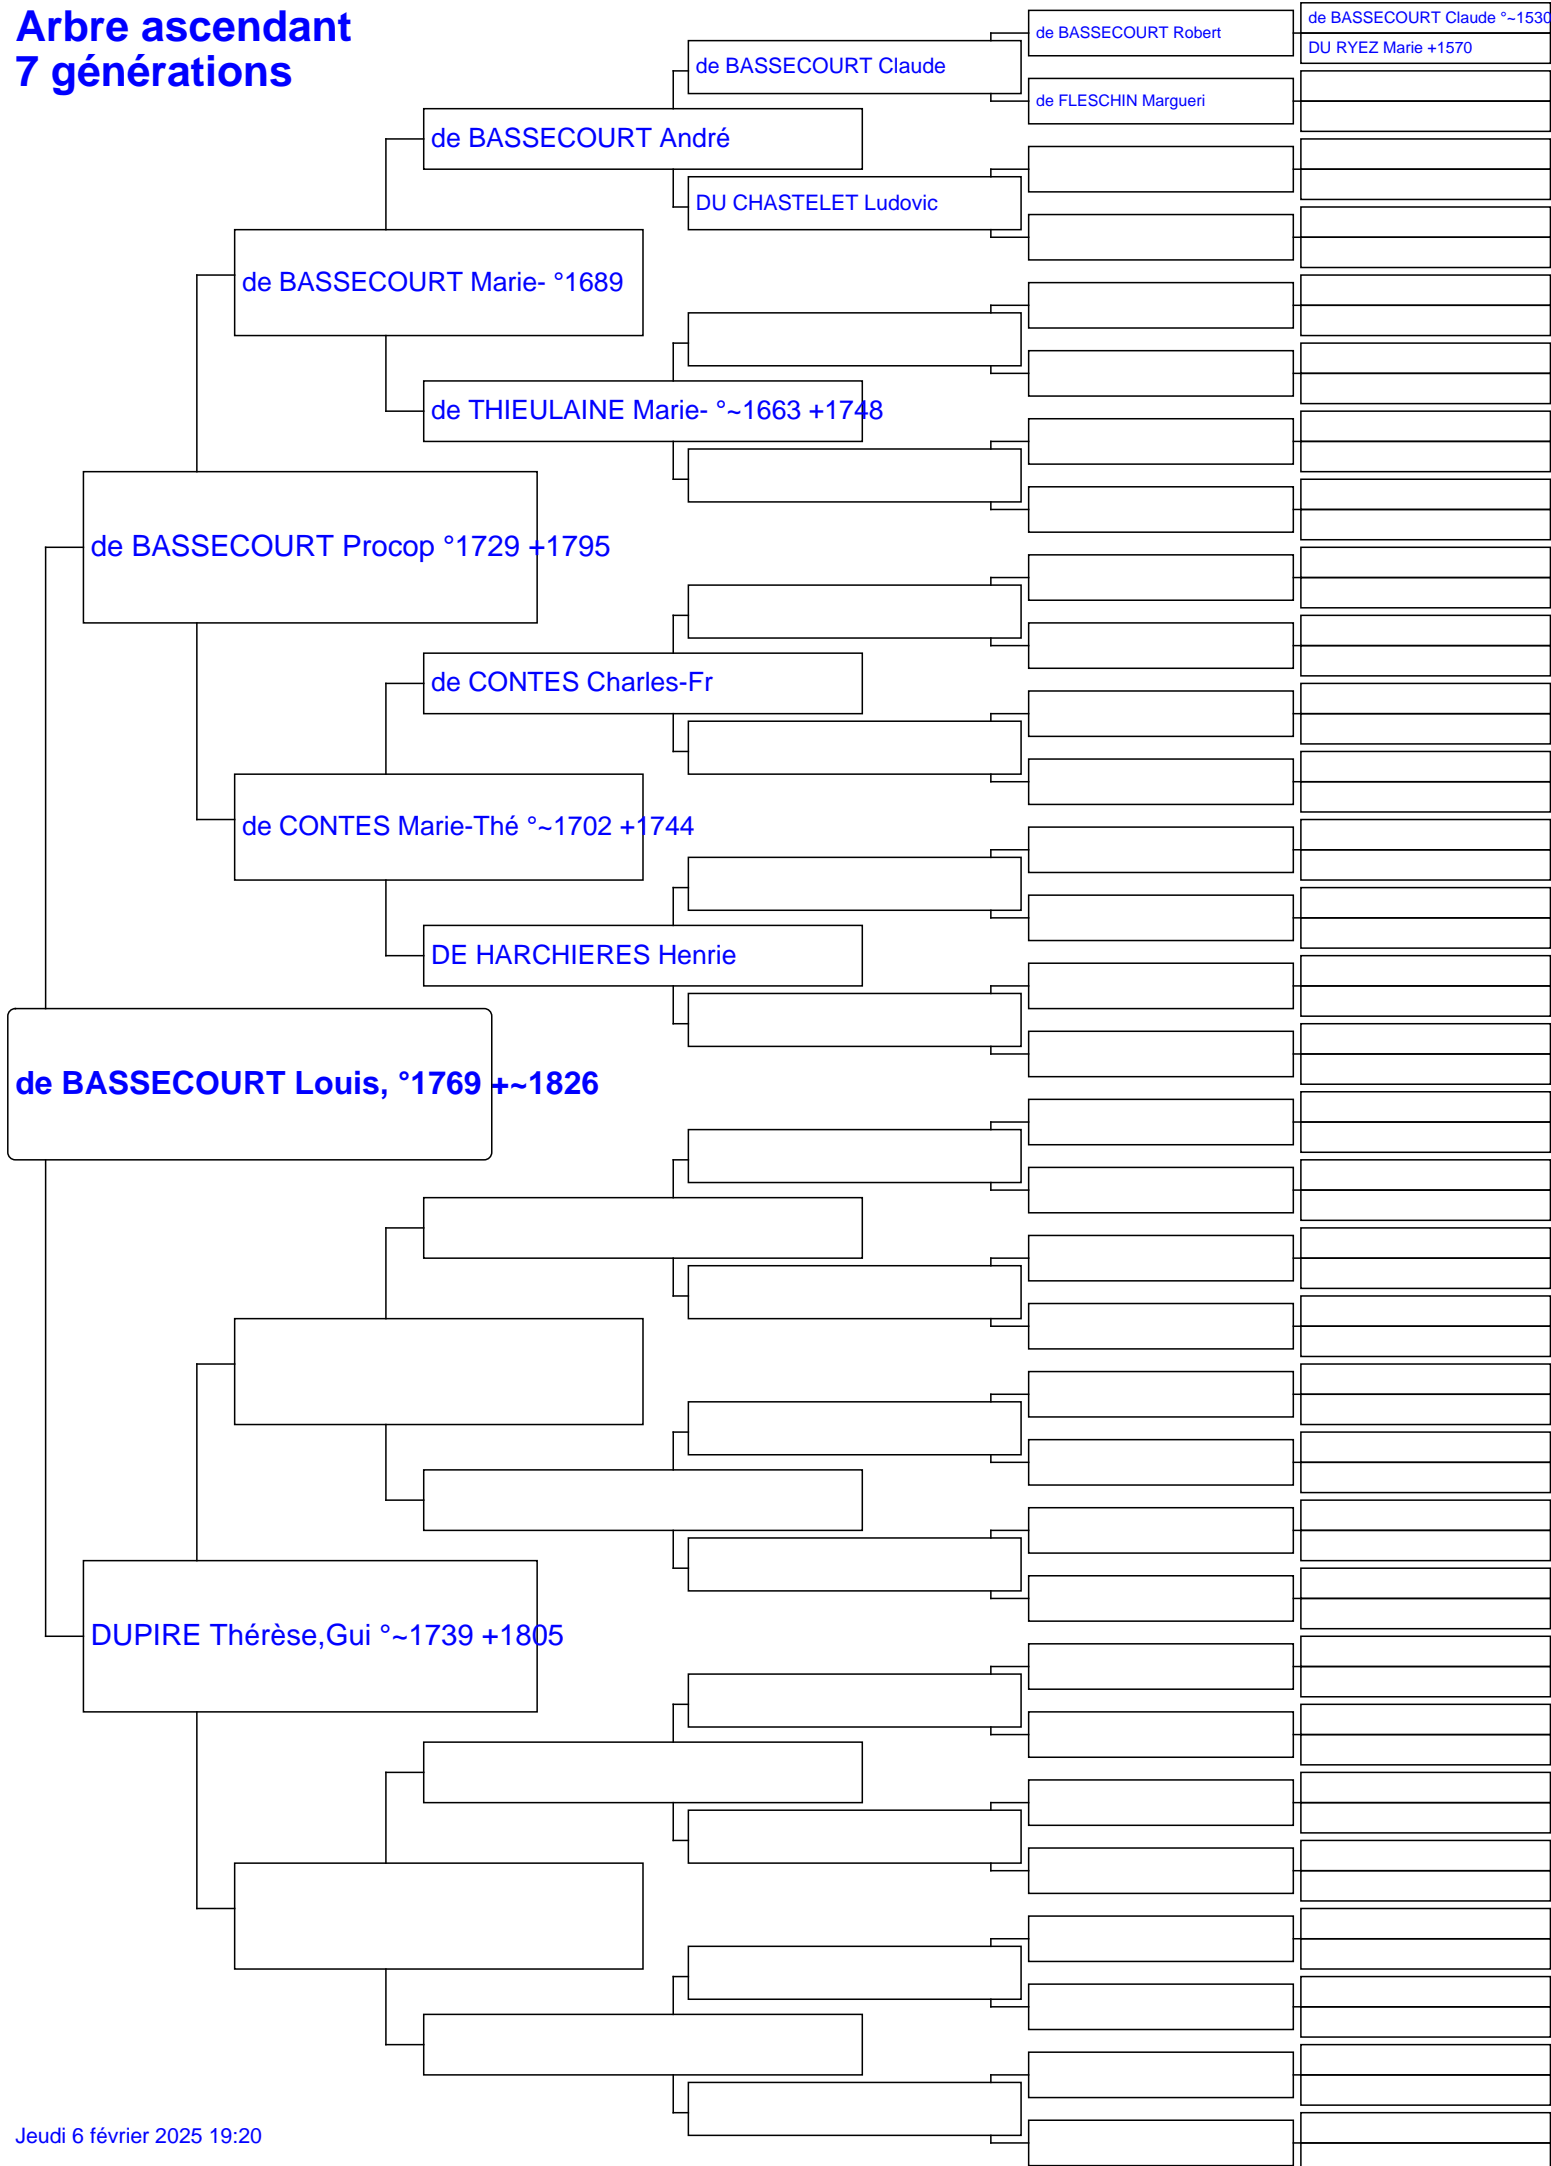 Arbre ascendant
7 générations
de BASSECOURT Claude °~1530
DU RYEZ Marie +1570
de BASSECOURT Robert
de FLESCHIN Margueri
de BASSECOURT Claude
DU CHASTELET Ludovic
de BASSECOURT André
de BASSECOURT Marie- °1689
de THIEULAINE Marie- °~1663 +1748
de BASSECOURT Procop °1729 +1795
de CONTES Charles-Fr
de CONTES Marie-Thé °~1702 +1744
DE HARCHIERES Henrie
de BASSECOURT Louis, °1769 +~1826
DUPIRE Thérèse,Gui °~1739 +1805
Jeudi 6 février 2025 19:20